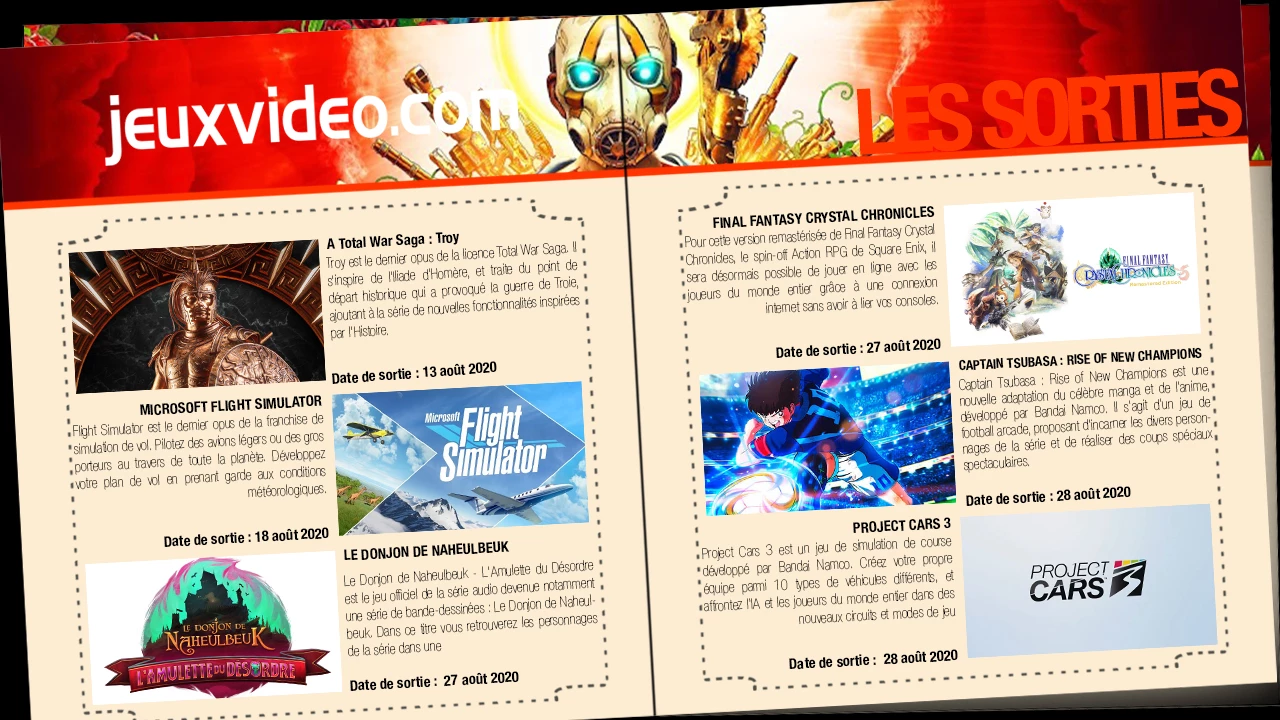 jeuxvideo.com
LES SORTIES
A Total War Saga : Troy
Troy est le dernier opus de la licence Total War Saga. Il
s'inspire de l'Iliade d'Homère et traite du point de
départ historique qui a provoqué la guerre de Troie,
ajoutant à la série de nouvelles fonctionnalités inspirées
par l'Histoire.
Date de sortie : 13 août 2020
MICROSOFT FLIGHT SIMULATOR
Flight Simulator est le dernier opus de la franchise de
simulation de vol. Pilotez des avions légers ou des gros
porteurs au travers de toute la planète. Développez
votre plan de vol en prenant garde aux conditions
météorologiques.
Date de sortie : 18 août 2020
Microsoft
Flight
Simulator
LE DONJON DE
NAHEULBEUK
L'AMULETTE DU DÉSORDRE
LE DONJON DE NAHEULBEUK
Le Donjon de Naheulbeuk - L'Amulette du Désordre
est le jeu officiel de la série audio devenue notamment
une série de bande-dessinées : Le Donjon de Naheul-
beuk. Dans ce titre vous retrouverez les personnages
de la série dans une
Date de sortie : 27 août 2020
FINAL FANTASY CRYSTAL CHRONICLES
Pour cette version remastérisée de Final Fantasy Crystal
Chronicles, le spin-off Action RPG de Square Enix, il
sera désormais possible de jouer en ligne avec les
joueurs du monde entier grâce à une connexion
internet sans avoir à lier vos consoles.
Date de sortie : 27 août 2020
FINAL FANTASY
CRYSTAL CHRONICLES
Remastered Edition
CAPTAIN TSUBASA : RISE OF NEW CHAMPIONS
Captain Tsubasa : Rise of New Champions est une
nouvelle adaptation du célèbre manga et de l'anime,
développé par Bandai Namco. Il s'agit d'un jeu de
football arcade, proposant d'incarner les divers person-
nages de la série et de réaliser des coups spéciaux
spectaculaires.
Date de sortie : 28 août 2020
PROJECT CARS 3
Project Cars 3 est un jeu de simulation de course
développé par Bandai Namco. Créez votre propre
équipe parmi 10 types de véhicules différents, et
affrontez l'IA et les joueurs du monde entier dans des
nouveaux circuits et modes de jeu
Date de sortie : 28 août 2020
PROJECT
CARS 3